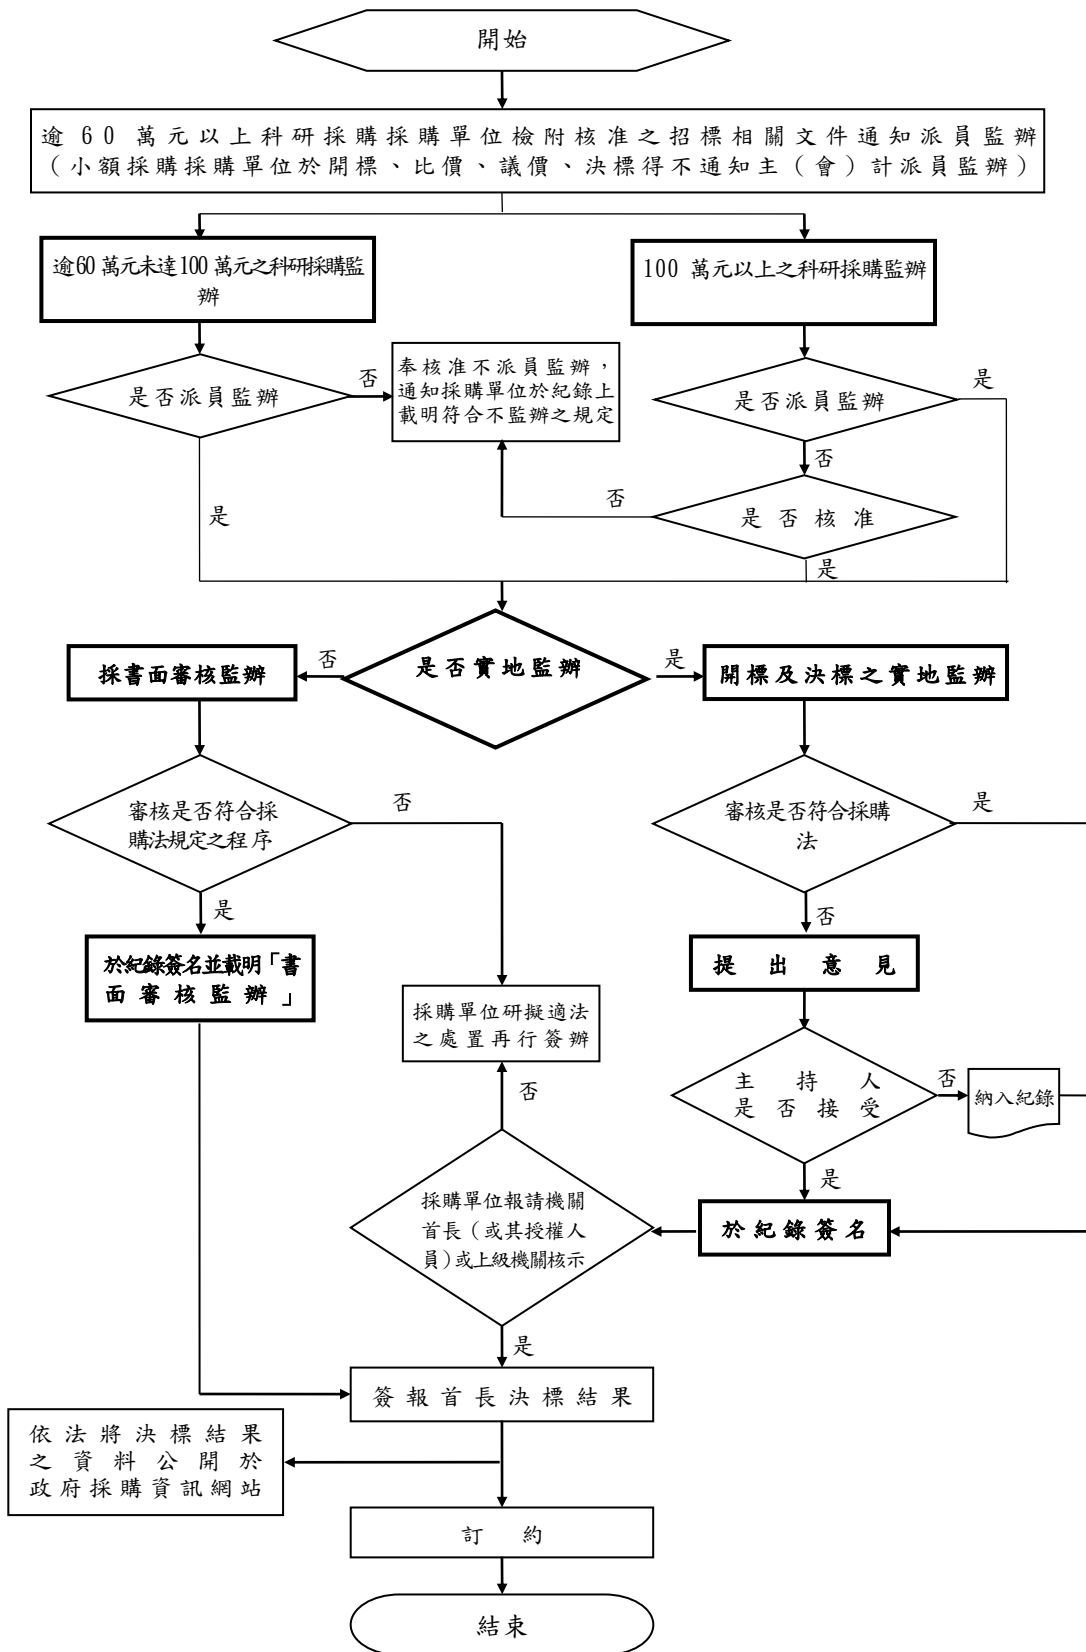 開始
逾60萬元以上科研採購採購單位檢附核准之招標相關文件通知派員監辦
（小額採購採購單位於開標、比價、議價、決標得不通知主（會）計派員監辦）
逾60萬元未達100萬元之科研採購監
辦
100 萬元以上之科研採購監辦
是否派員監辦
否
奉核准不派員監辦，
通知採購單位於紀錄上
載明符合不監辦之規定
是否派員監辦
是
否
否
是否核准
是
是
是否實地監辦
否
採書面審核監辦
是
開標及決標之實地監辦
審核是否符合採
購法規定之程序
否
審核是否符合採購
法
是
是
否
於紀錄簽名並載明「書
面審核監辦」
提出意見
採購單位研擬適法
之處置再行簽辦
主持人
是否接受
否
納入紀錄
否
是
採購單位報請機關
首長（或其授權人
員）或上級機關核示
於紀錄簽名
是
簽報首長決標結果
依法將決標結果
之資料公開於
政府採購資訊網站
訂約
結束